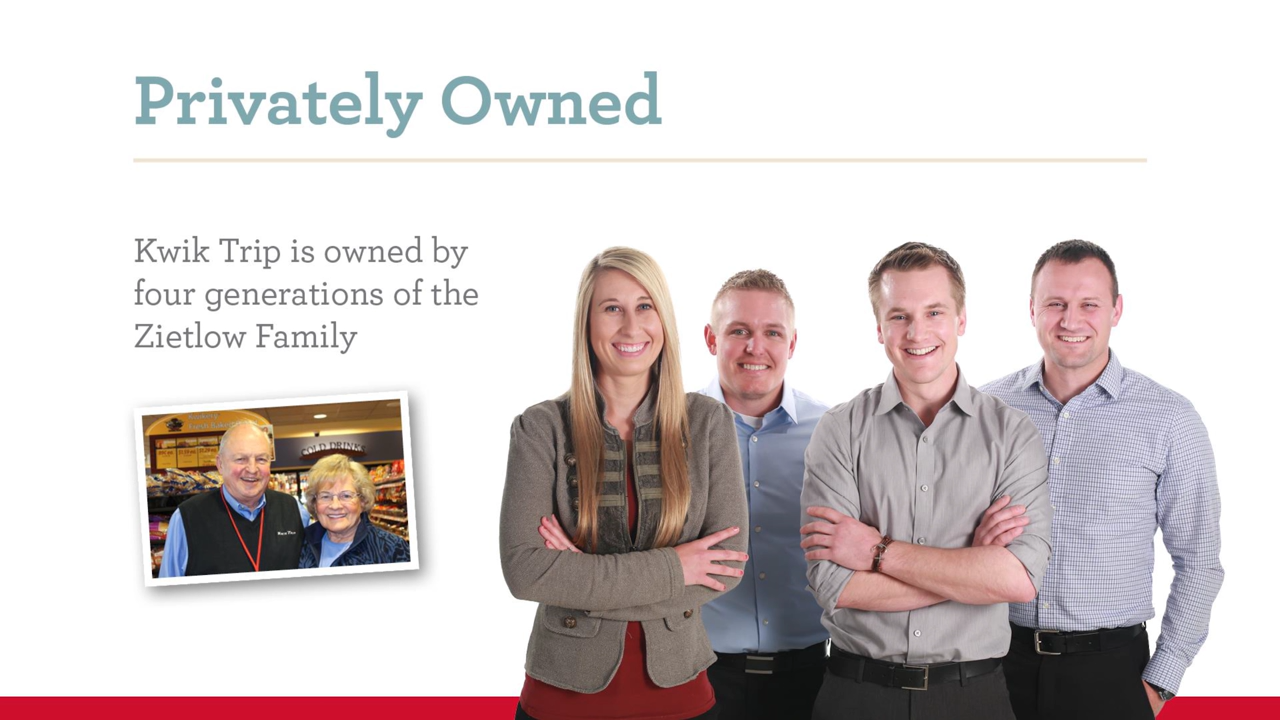 Privately Owned
Kwik Trip is owned by
four generations of the
Zietlow Family
COLD DRINKS